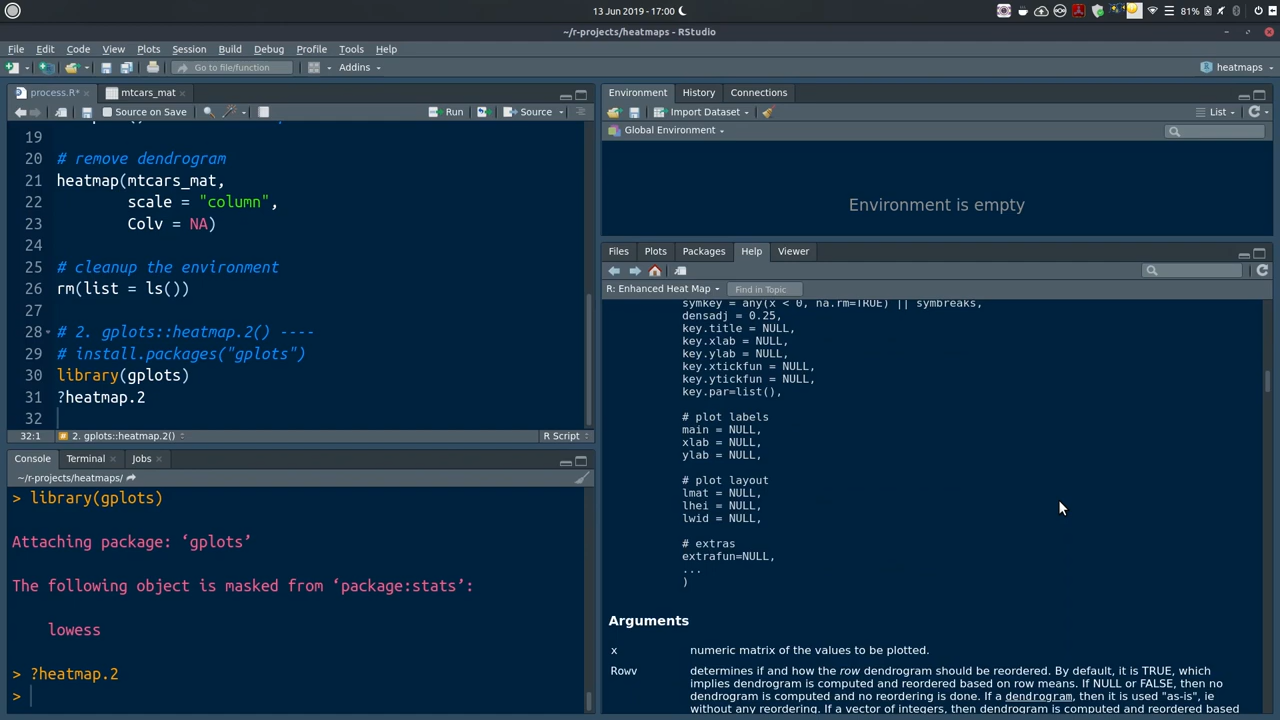 13 Jun 2019 - 17:00
81%
~/r-projects/heatmaps - RStudio
File Edit Code View Plots Session Build Debug Profile Tools Help
Go to file/function Addins heatmaps
process.R* mtcars_mat
Source on Save Run Source
19
20 # remove dendrogram
21 heatmap(mtcars_mat,
22 scale = "column",
23 Colv = NA)
24
25 # cleanup the environment
26 rm(list = ls())
27
28 # 2. gplots::heatmap.2() ----
29 # install.packages("gplots")
30 library(gplots)
31 ?heatmap.2
32
32:1 2. gplots::heatmap.2() R Script
Console Terminal Jobs
~/r-projects/heatmaps/
> library(gplots)
Attaching package: ‘gplots’
The following object is masked from ‘package:stats’:
lowess
> ?heatmap.2
>
Environment History Connections
Import Dataset List
Global Environment
Environment is empty
Files Plots Packages Help Viewer
R: Enhanced Heat Map Find in Topic
symkey = any(x < 0, na.rm=TRUE) || symbreaks,
densadj = 0.25,
key.title = NULL,
key.xlab = NULL,
key.ylab = NULL,
key.xtickfun = NULL,
key.ytickfun = NULL,
key.par=list(),
# plot labels
main = NULL,
xlab = NULL,
ylab = NULL,
# plot layout
lmat = NULL,
lhei = NULL,
lwid = NULL,
# extras
extrafun=NULL,
...
)
Arguments
x numeric matrix of the values to be plotted.
Rowv determines if and how the row dendrogram should be reordered. By default, it is TRUE, which
implies dendrogram is computed and reordered based on row means. If NULL or FALSE, then no
dendrogram is computed and no reordering is done. If a dendrogram, then it is used "as-is", ie
without any reordering. If a vector of integers, then dendrogram is computed and reordered based